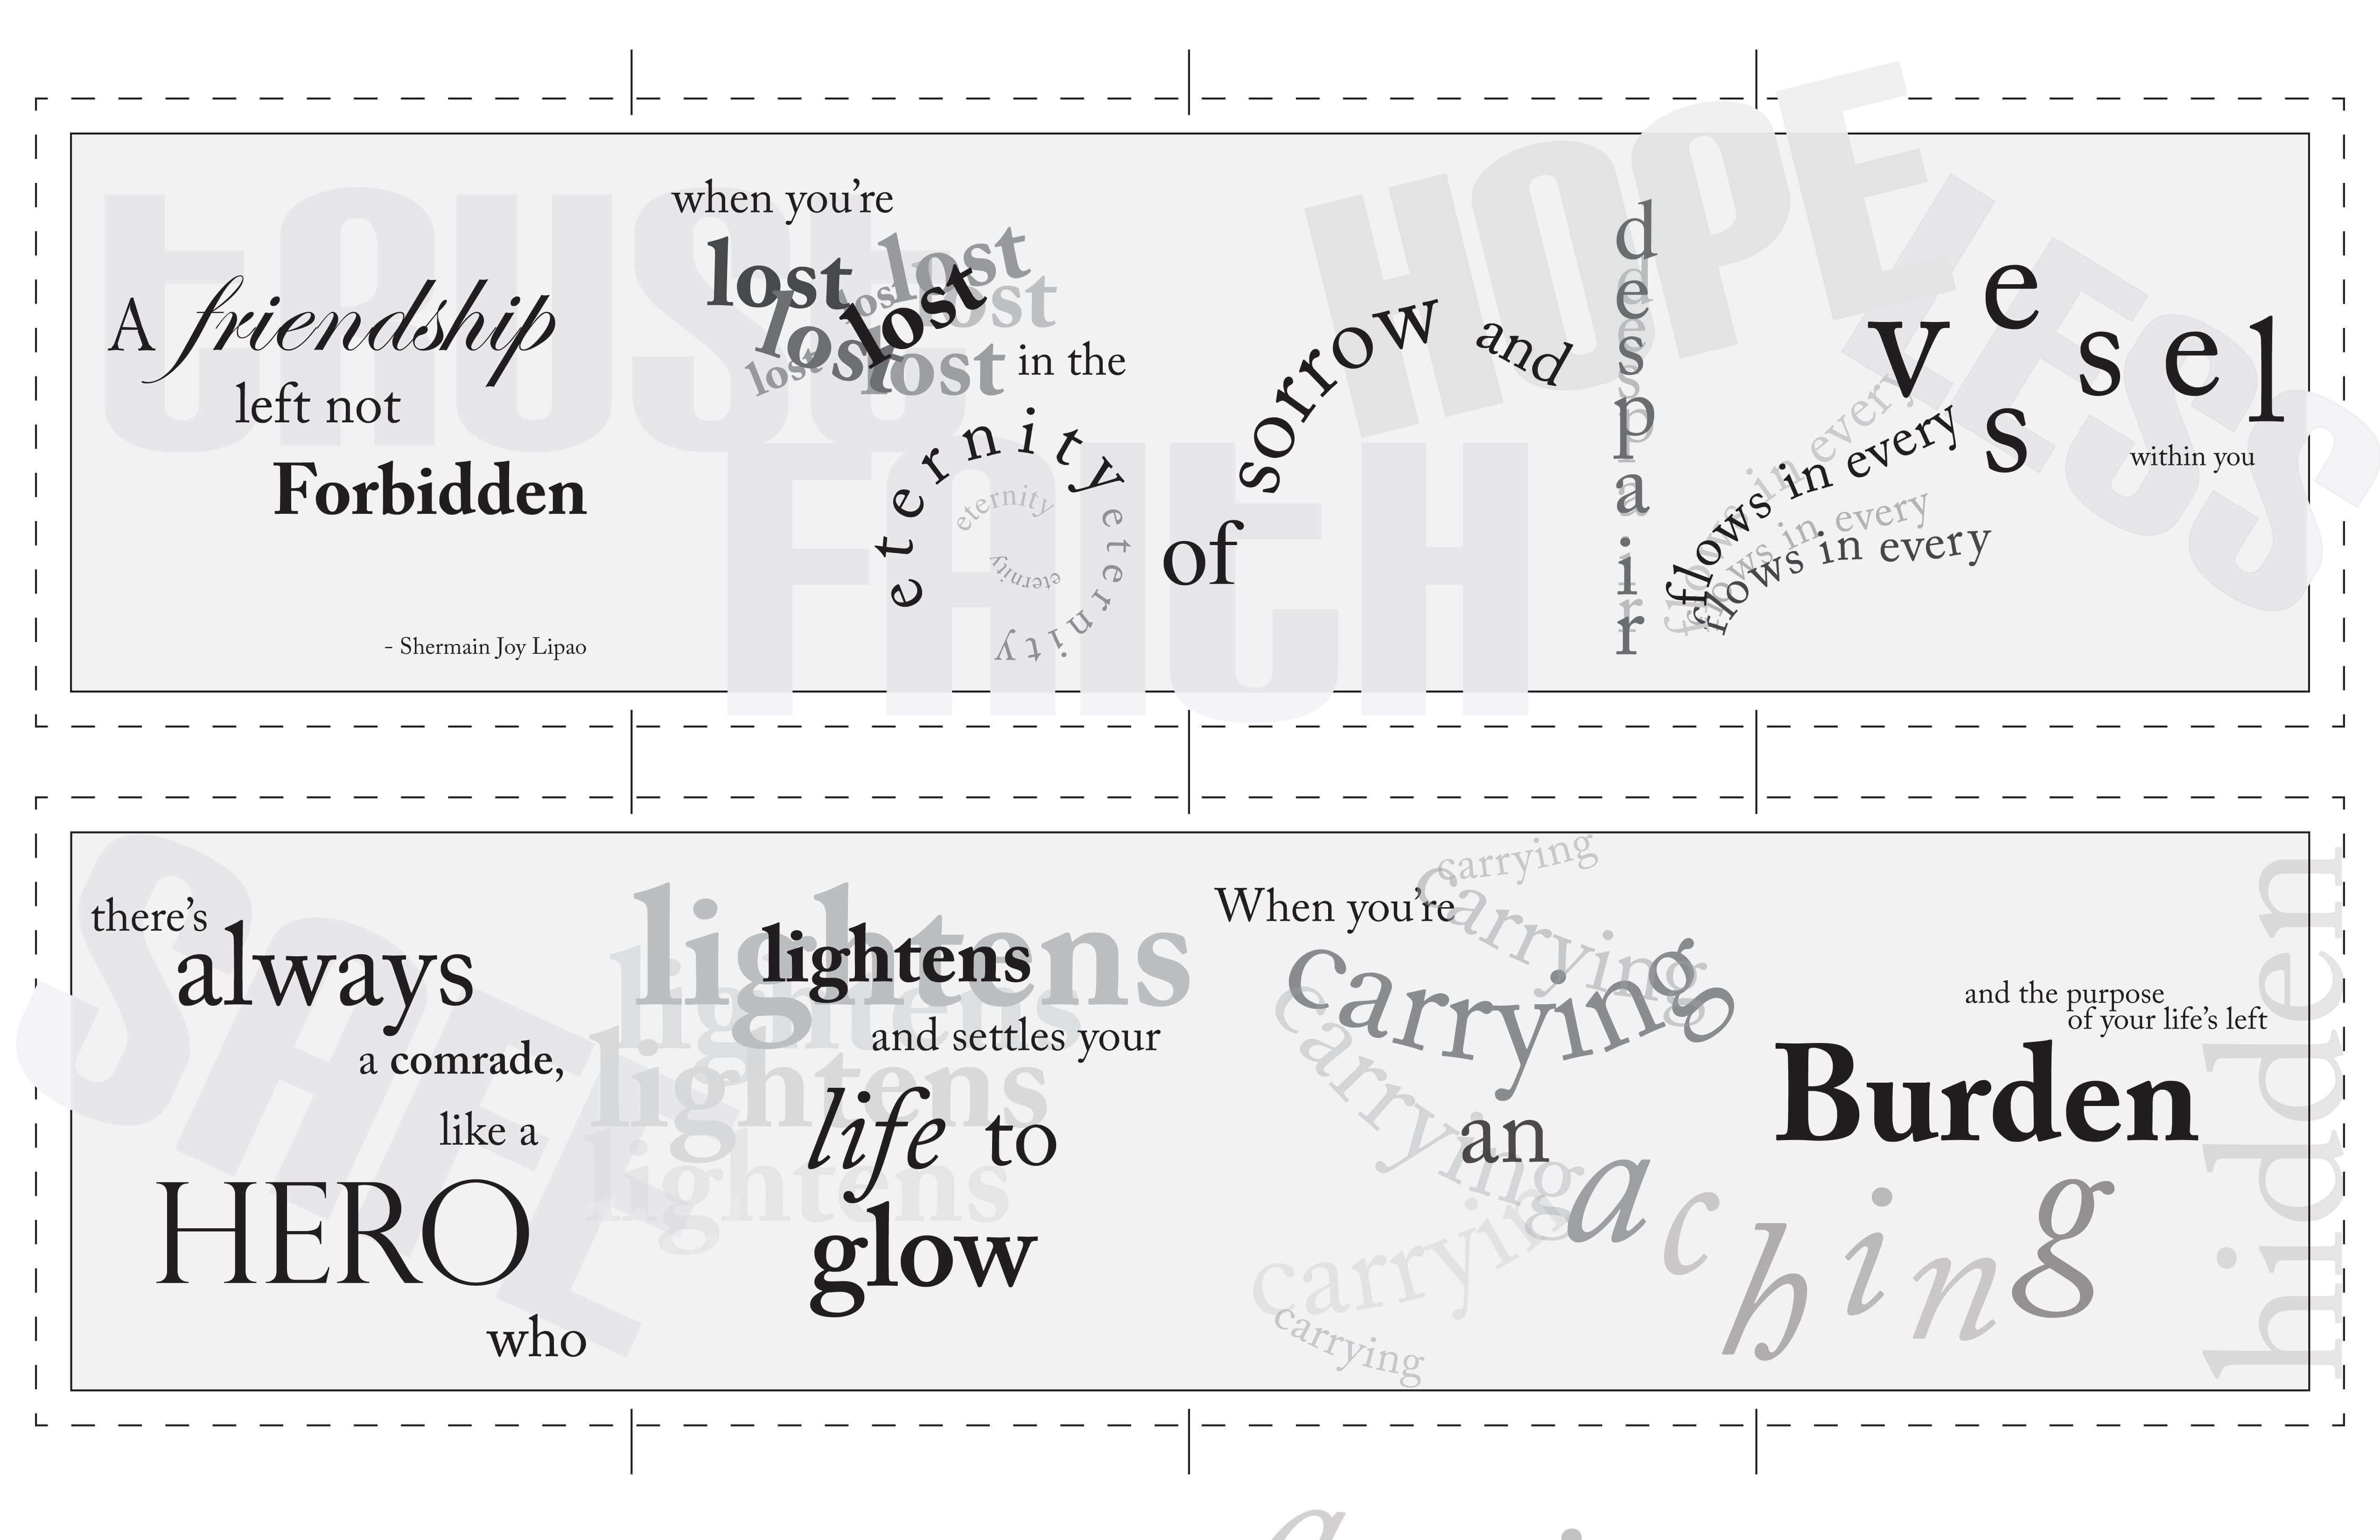 trust
A friendship
left not
Forbidden
- Shermain Joy Lipao
when you're
lost
lost
lost
lost
lost
lost
lost
lost
in the
eternity
eternity
eternity
eternity
FAItH
of
sorrow and
HOPE
LESS
despair
despair
flows in every
flows in every
flows in every
flows in every
vessel
within you
SHEL
there's
always
a comrade,
like a
HERO
who
lightens
lightens
lightens
lightens
lightens
and settles your
life to
glow
When you're
carrying
carrying
carrying
carrying
carrying
carrying
an
aching
and the purpose
of your life's left
Burden
hidden